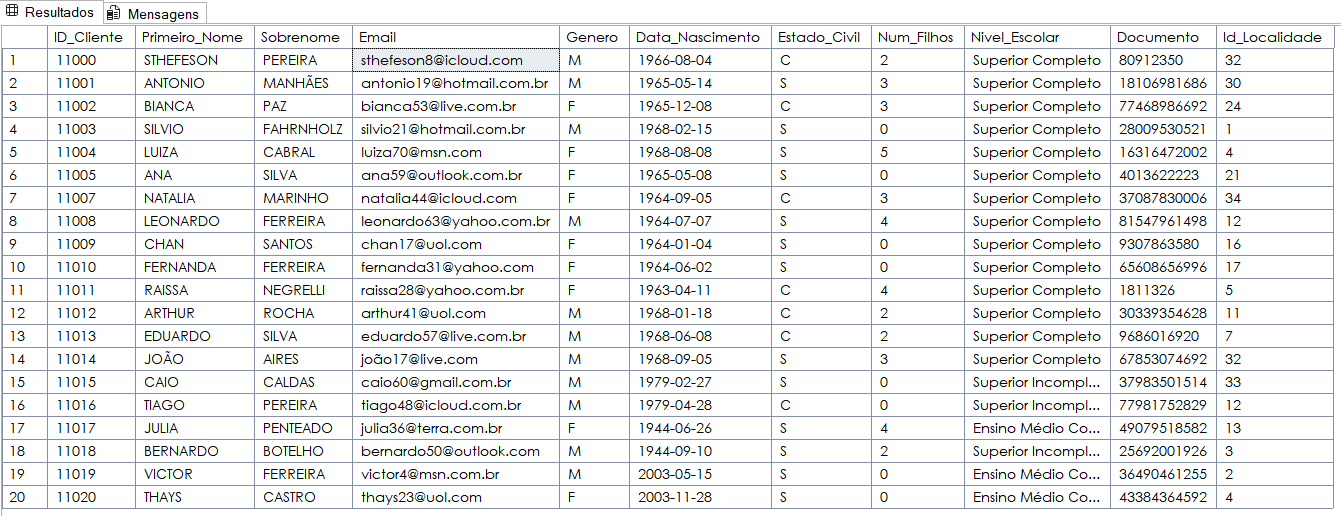 Resultados Mensagens
ID_Cliente Primeiro_Nome Sobrenome Email Genero Data_Nascimento Estado_Civil Num_Filhos Nivel_Escolar Documento Id_Localidade
1 11000 STHEFESON PEREIRA sthefeson8@icloud.com M 1966-08-04 C 2 Superior Completo 80912350 32
2 11001 ANTONIO MANHÃES antonio19@hotmail.com.br M 1965-05-14 S 3 Superior Completo 18106981686 30
3 11002 BIANCA PAZ bianca53@live.com.br F 1965-12-08 C 3 Superior Completo 77468986692 24
4 11003 SILVIO FAHRNHOLZ silvio21@hotmail.com.br M 1968-02-15 S 0 Superior Completo 28009530521 1
5 11004 LUIZA CABRAL luiza70@msn.com F 1968-08-08 S 5 Superior Completo 16316472002 4
6 11005 ANA SILVA ana59@outlook.com.br F 1965-05-08 S 0 Superior Completo 4013622223 21
7 11007 NATALIA MARINHO natalia44@icloud.com F 1964-09-05 C 3 Superior Completo 37087830006 34
8 11008 LEONARDO FERREIRA leonardo63@yahoo.com.br M 1964-07-07 S 4 Superior Completo 81547961498 12
9 11009 CHAN SANTOS chan17@uol.com F 1964-01-04 S 0 Superior Completo 9307863580 16
10 11010 FERNANDA FERREIRA fernanda31@yahoo.com F 1964-06-02 S 0 Superior Completo 65608656996 17
11 11011 RAISSA NEGRELLI raissa28@yahoo.com.br F 1963-04-11 C 4 Superior Completo 1811326 5
12 11012 ARTHUR ROCHA arthur41@uol.com M 1968-01-18 C 2 Superior Completo 30339354628 11
13 11013 EDUARDO SILVA eduardo57@live.com.br M 1968-06-08 C 2 Superior Completo 9686016920 7
14 11014 JOÃO AIRES joão17@live.com M 1968-09-05 S 3 Superior Completo 67853074692 32
15 11015 CAIO CALDAS caio60@gmail.com.br M 1979-02-27 S 0 Superior Incompl... 37983501514 33
16 11016 TIAGO PEREIRA tiago48@icloud.com.br M 1979-04-28 C 0 Superior Incompl... 77981752829 12
17 11017 JULIA PENTEADO julia36@terra.com.br F 1944-06-26 S 4 Ensino Médio Co... 49079518582 13
18 11018 BERNARDO BOTELHO bernardo50@outlook.com M 1944-09-10 S 2 Superior Incompl... 25692001926 3
19 11019 VICTOR FERREIRA victor4@msn.com.br M 2003-05-15 S 0 Ensino Médio Co... 36490461255 2
20 11020 THAYS CASTRO thays23@uol.com F 2003-11-28 S 0 Ensino Médio Co... 43384364592 4